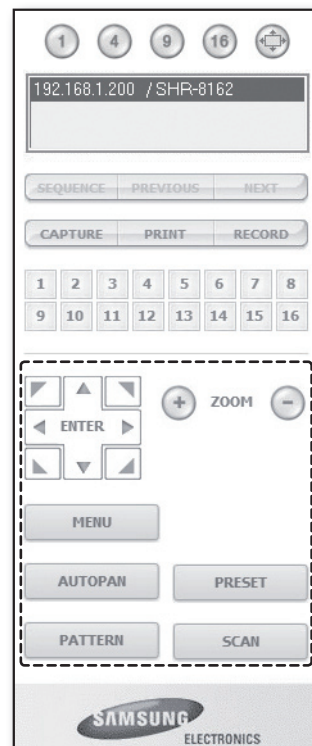 1 4 9 16
192.168.1.200 / SHR-8162
SEQUENCE PREVIOUS NEXT
CAPTURE PRINT RECORD
1 2 3 4 5 6 7 8
9 10 11 12 13 14 15 16
ENTER + ZOOM -
MENU
AUTOPAN PRESET
PATTERN SCAN
SAMSUNG
ELECTRONICS